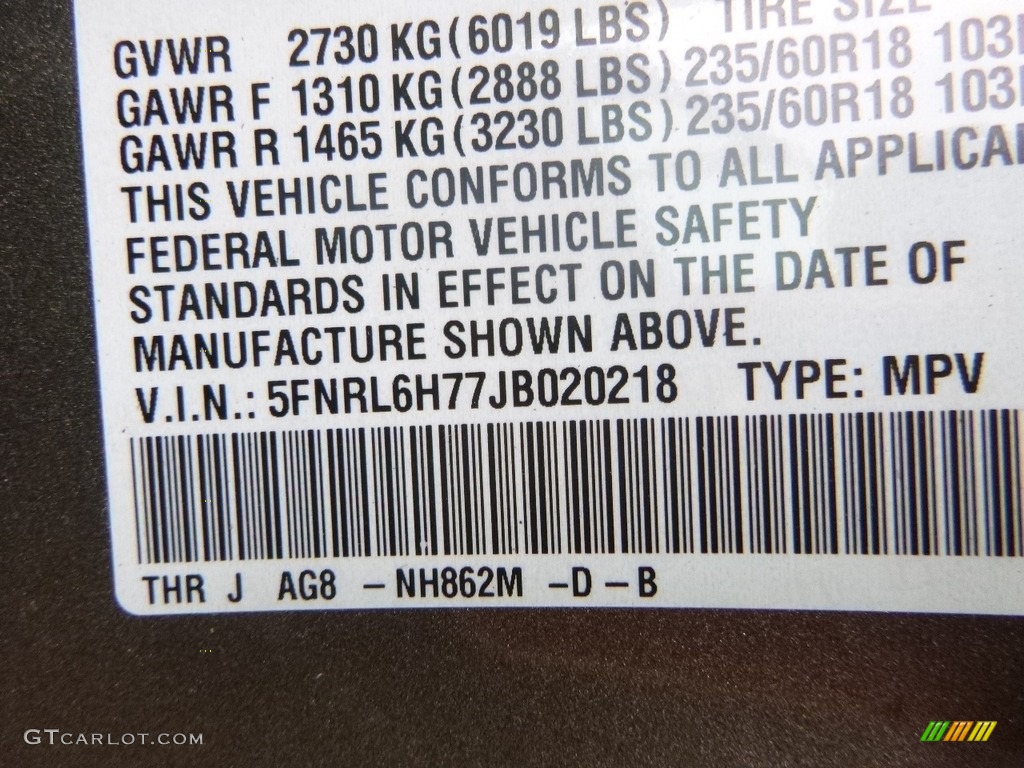 GVWR 2730 KG (6019 LBS) TIRE SIZE
GAWR F 1310 KG (2888 LBS) 235/60R18 103
GAWR R 1465 KG (3230 LBS) 235/60R18 103
THIS VEHICLE CONFORMS TO ALL APPLICA
FEDERAL MOTOR VEHICLE SAFETY
STANDARDS IN EFFECT ON THE DATE OF
MANUFACTURE SHOWN ABOVE.
V.I.N.: 5FNRL6H77JB020218 TYPE: MPV
THR J AG8 – NH862M – D – B
GTCARLOT.COM